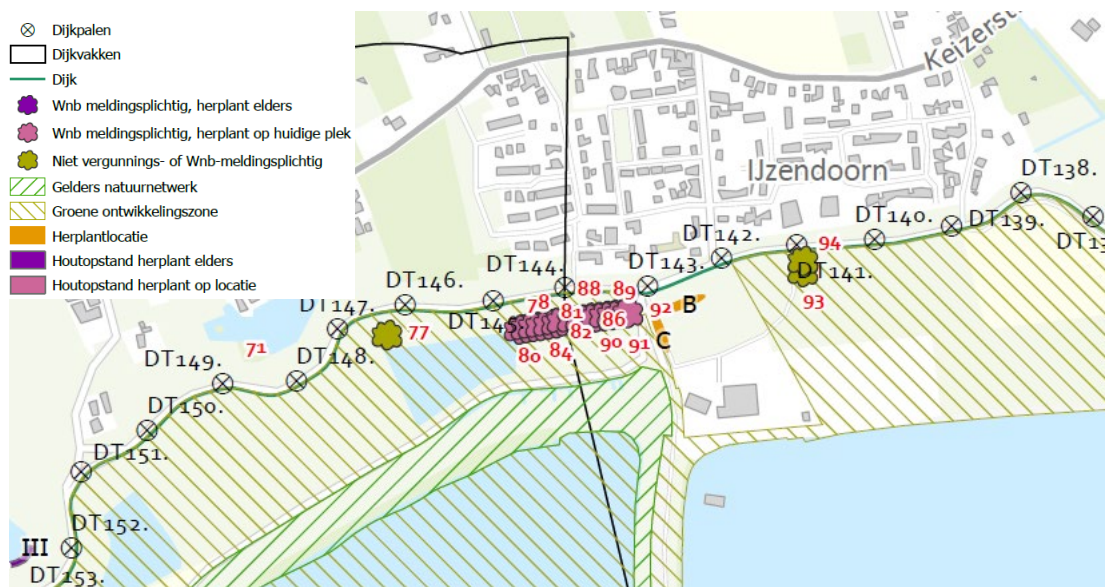 Dijkpalen
Dijkvakken
Dijk
Wnb meldingsplichtig, herplant elders
Wnb meldingsplichtig, herplant op huidige plek
Niet vergunnings- of Wnb-meldingsplichtig
Gelders natuurnetwerk
Groene ontwikkelingszone
Herplantlocatie
Houtopstand herplant elders
Houtopstand herplant op locatie
Keizerst
IJzendoorn
DT138.
DT139.
DT13
DT140.
94
DT141.
93
DT142.
DT143.
DT144.
88
89
DT146.
78
81
82
86
92
B
C
DT145
80
84
90
91
DT147.
77
71
DT148.
DT149.
DT150.
DT151.
DT152.
III
DT153.